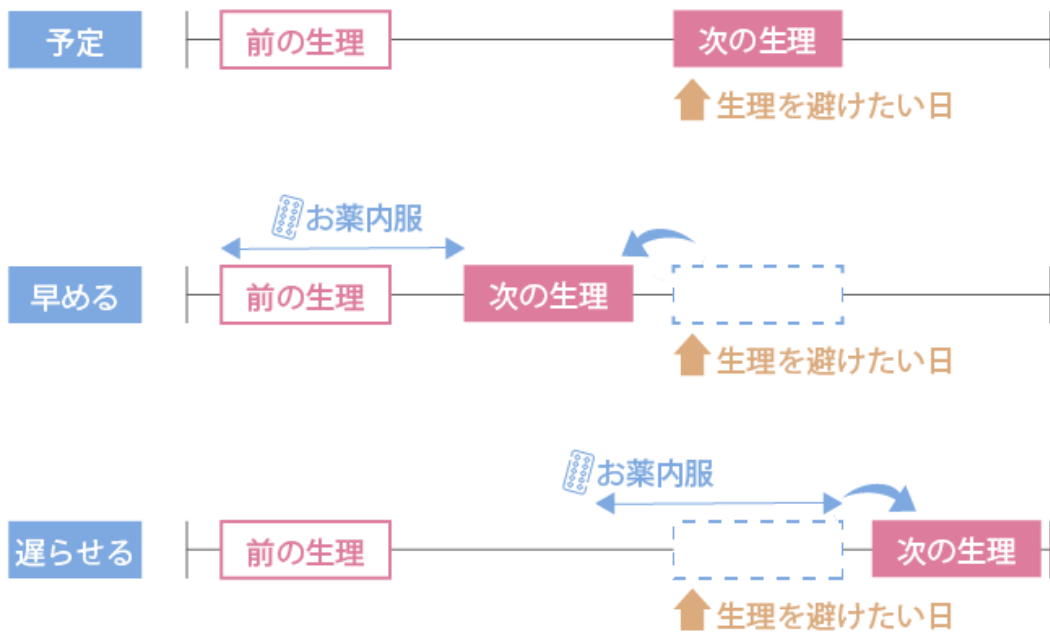 予定
前の生理
次の生理
生理を避けたい日
お薬内服
早める
前の生理
次の生理
生理を避けたい日
お薬内服
遅らせる
前の生理
次の生理
生理を避けたい日